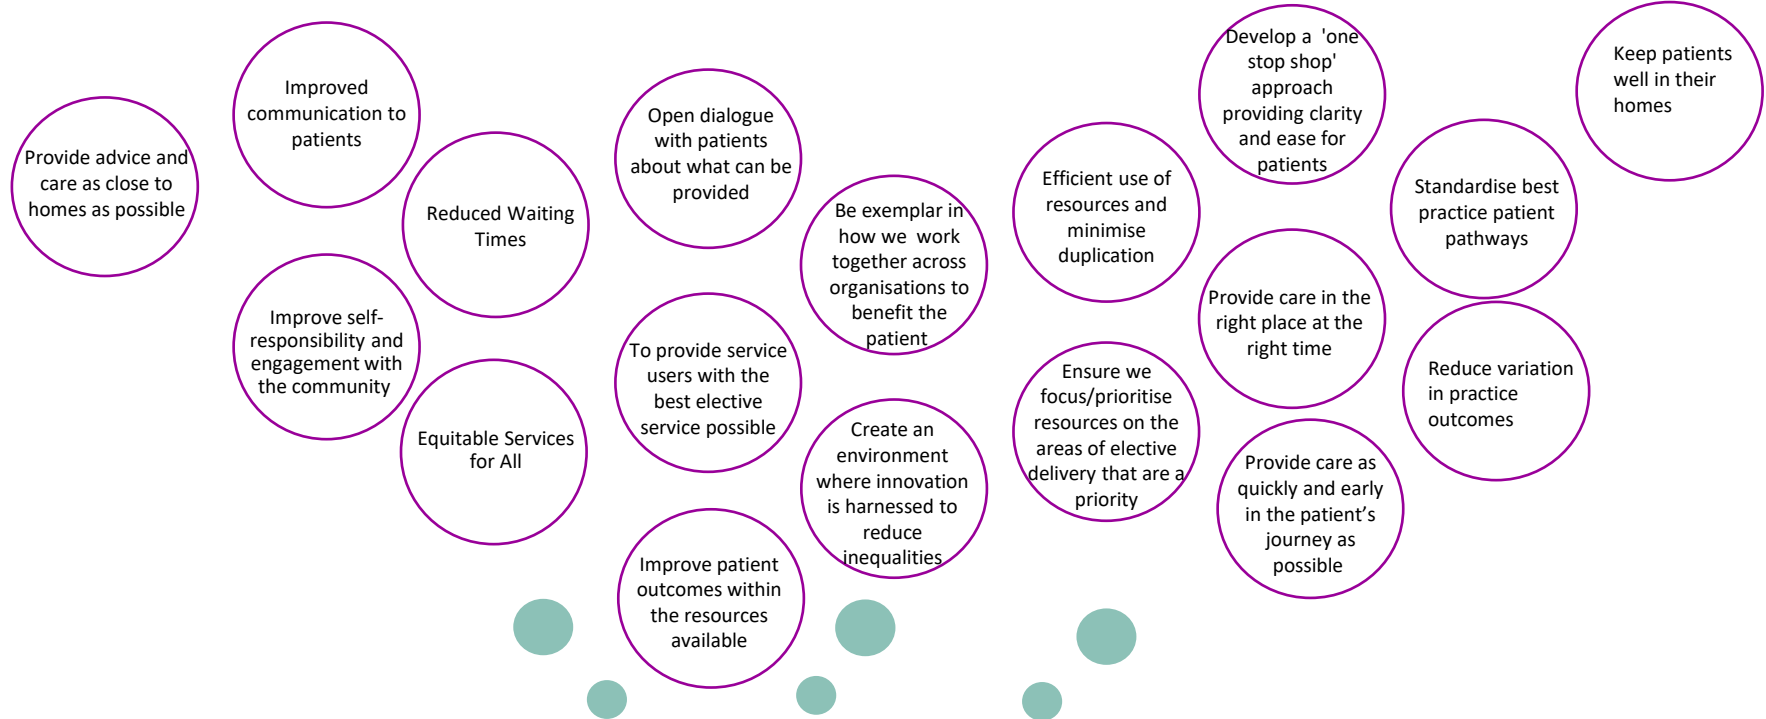 Provide advice and
care as close to
homes as possible
Improved
communication to
patients
Improve self-
responsibility and
engagement with
the community
Reduced Waiting
Times
Equitable Services
for All
Open dialogue
with patients
about what can be
provided
To provide service
users with the
best elective
service possible
Improve patient
outcomes within
the resources
available
Be exemplar in
how we work
together across
organisations to
benefit the
patient
Create an
environment
where innovation
is harnessed to
reduce
inequalities
Efficient use of
resources and
minimise
duplication
Ensure we
focus/prioritise
resources on the
areas of elective
delivery that are a
priority
Develop a 'one
stop shop'
approach
providing clarity
and ease for
patients
Provide care in the
right place at the
right time
Provide care as
quickly and early
in the patient’s
journey as
possible
Standardise best
practice patient
pathways
Reduce variation
in practice
outcomes
Keep patients
well in their
homes